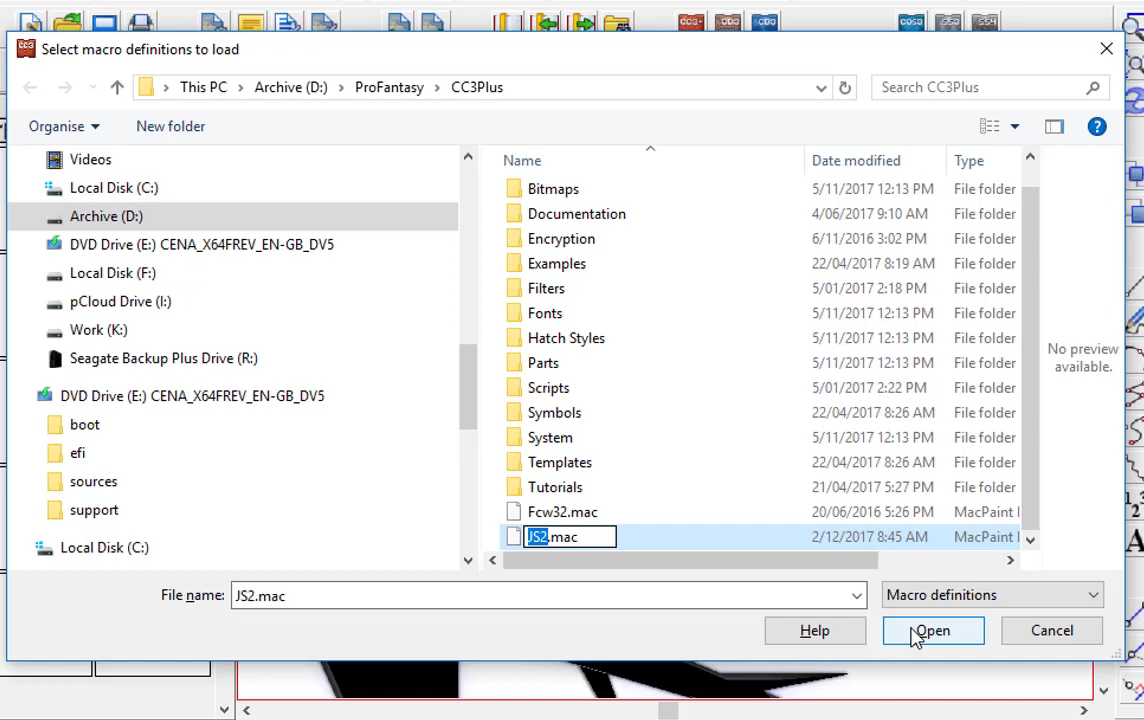 CC3+
Select macro definitions to load
This PC > Archive (D:) > ProFantasy > CC3Plus
Search CC3Plus
Organise
New folder
Name
Date modified
Type
Videos
Local Disk (C:)
Archive (D:)
DVD Drive (E:) CENA_X64FREV_EN-GB_DV5
Local Disk (F:)
pCloud Drive (I:)
Work (K:)
Seagate Backup Plus Drive (R:)
DVD Drive (E:) CENA_X64FREV_EN-GB_DV5
boot
efi
sources
support
Local Disk (C:)
Bitmaps 5/11/2017 12:13 PM File folder
Documentation 4/06/2017 9:10 AM File folder
Encryption 6/11/2016 3:02 PM File folder
Examples 22/04/2017 8:19 AM File folder
Filters 5/01/2017 2:18 PM File folder
Fonts 5/11/2017 12:13 PM File folder
Hatch Styles 5/11/2017 12:13 PM File folder
Parts 5/11/2017 12:13 PM File folder
Scripts 5/01/2017 2:22 PM File folder
Symbols 22/04/2017 8:26 AM File folder
System 5/11/2017 12:13 PM File folder
Templates 22/04/2017 8:26 AM File folder
Tutorials 21/04/2017 5:27 PM File folder
Fcw32.mac 20/06/2016 5:26 PM MacPaint
JS2.mac 2/12/2017 8:45 AM MacPaint
No preview
available.
File name: JS2.mac
Macro definitions
Help
Open
Cancel